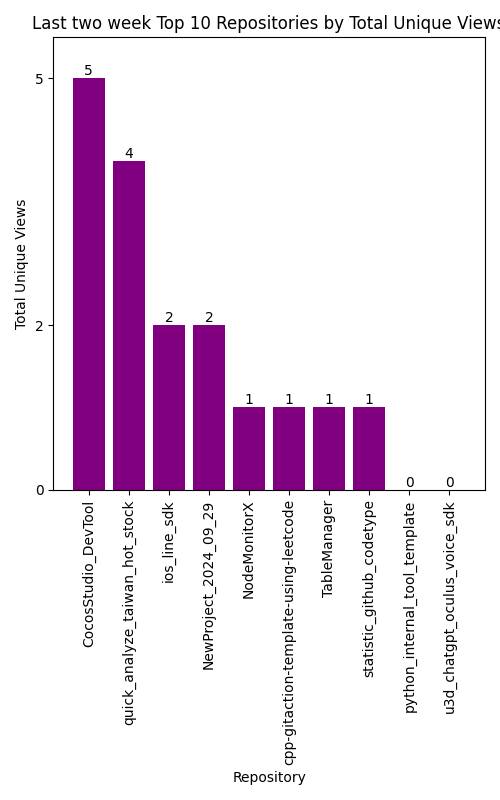 Last two week Top 10 Repositories by Total Unique Views
Total Unique Views
5
2
0
5
4
2
2
1
1
1
1
0
0
CocosStudio_DevTool
quick_analyze_taiwan_hot_stock
ios_line_sdk
NewProject_2024_09_29
NodeMonitorX
cpp-gitaction-template-using-leetcode
TableManager
statistic_github_codetype
python_internal_tool_template
u3d_chatgpt_oculus_voice_sdk
Repository